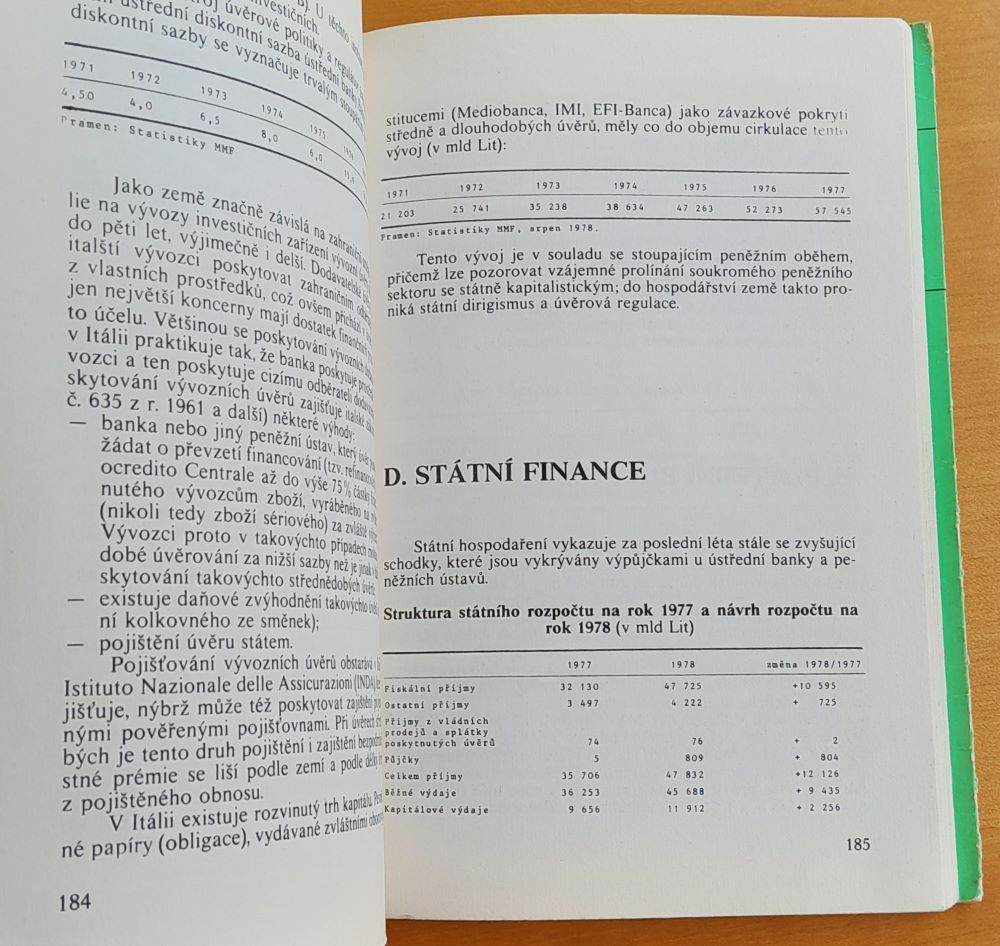 B). U těchto
úvěrové politiky a
ústřední diskontní sazba ústřední banky
diskontní sazby se vyznačuje trvalým
1971 1972 1973 1974 1975
4,50 4,0 6,5 8,0 6,0
Pramen: Statistiky MMF
Jako země značně závislá na zahraniční
lie na vývozy investičních zařízení vývozní
do pěti let, výjimečně i delší. Dodavatelské
italští vývozci poskytovat zahraničním
z vlastních prostředků, což ovšem přichází
jen největší koncerny mají dostatek finančních
to účelu. Většinou se poskytování vývozních
v Itálii praktikuje tak, že banka poskytuje
vozci a ten poskytuje cizímu odběrateli
skytování vývozních úvěrů zajišťuje italské
č. 635 z r. 1961 a další) některé výhody:
— banka nebo jiný peněžní ústav, který úvěr
žádat o převzetí financování (tzv.
ocredito Centrale až do výše 75% částky
nutého vývozcům zboží, vyráběného na
(nikoli tedy zboží sériového) za zvláště
Vývozci proto v takovýchto případech
dobé úvěrování za nižší sazby než je jinak
skytování takovýchto střednědobých
— existuje daňové zvýhodnění takovýchto
ní kolkovného ze směnek);
— pojištění úvěru státem.
Pojišťování vývozních úvěrů obstarává
Istituto Nazionale delle Assicurazioni (INDA)
jišťuje, nýbrž může též poskytovat zajištění
nými pověřenými pojišťovnami. Při úvěrech
bých je tento druh pojištění i zajištění
stné prémie se liší podle zemí a podle délky
z pojištěného obnosu.
V Itálii existuje rozvinutý trh kapitálu.
né papíry (obligace), vydávané zvláštními
184
stitucemi (Mediobanca, IMI, EFI-Banca) jako závazkové pokrytí
středně a dlouhodobých úvěrů, měly co do objemu cirkulace tento
vývoj (v mld Lit):
1971 1972 1973 1974 1975 1976 1977
21 203 25 741 35 238 38 634 47 263 52 273 57 545
Pramen: Statistiky MMF, srpen 1978.
Tento vývoj je v souladu se stoupajícím peněžním oběhem,
přičemž lze pozorovat vzájemné prolínání soukromého peněžního
sektoru se státně kapitalistickým; do hospodářství země takto pro-
niká státní dirigismus a úvěrová regulace.
D. STÁTNÍ FINANCE
Státní hospodaření vykazuje za poslední léta stále se zvyšující
schodky, které jsou vykrývány výpůjčkami u ústřední banky a pe-
něžních ústavů.
Struktura státního rozpočtu na rok 1977 a návrh rozpočtu na
rok 1978 (v mld Lit)
1977 1978 změna 1978/1977
Fiskální příjmy 32 130 47 725 +10 595
Ostatní příjmy 3 497 4 222 + 725
Příjmy z vládních
prodejů a splátky
poskytnutých úvěrů 74 76 + 2
Půjčky 5 809 + 804
Celkem příjmy 35 706 47 832 +12 126
Běžné výdaje 36 253 45 688 + 9 435
Kapitálové výdaje 9 656 11 912 + 2 256
185